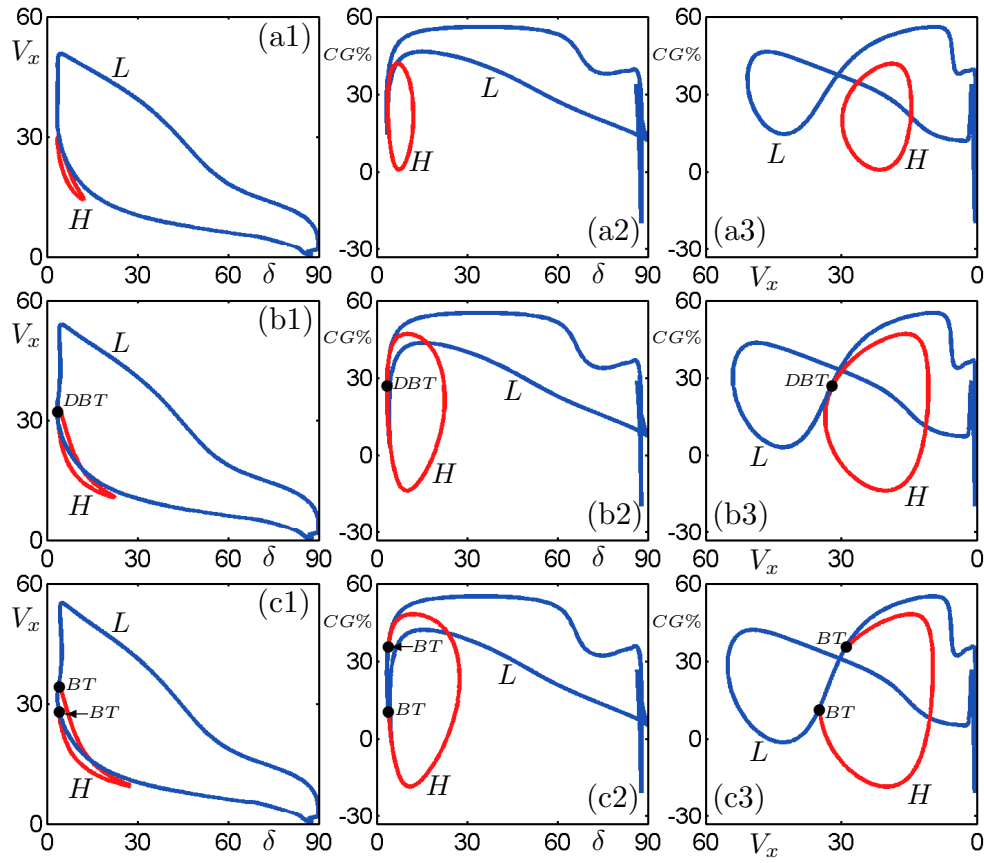 60 (a1) 60 60
V_x CG% CG%
L 60 L 60
30 30 L 30
H
H H
0 0
H (a2) (a3)
0 -30 -30
0 30 60 δ 90 0 30 60 δ 90 60 V_x 30 0
60 (b1) 60 60
V_x CG% CG%
L
DBT 30 DBT 30 DBT
30 L
L
0 H 0
H (b2) (b3) H
0 -30 -30
0 30 60 δ 90 0 30 60 δ 90 60 V_x 30 0
60 (c1) 60 60
V_x CG% CG%
L BT BT
BT 30 L 30
30 BT
BT BT
0 0 L
H H (c2) (c3) H
0 -30 -30
0 30 60 δ 90 0 30 60 δ 90 60 V_x 30 0